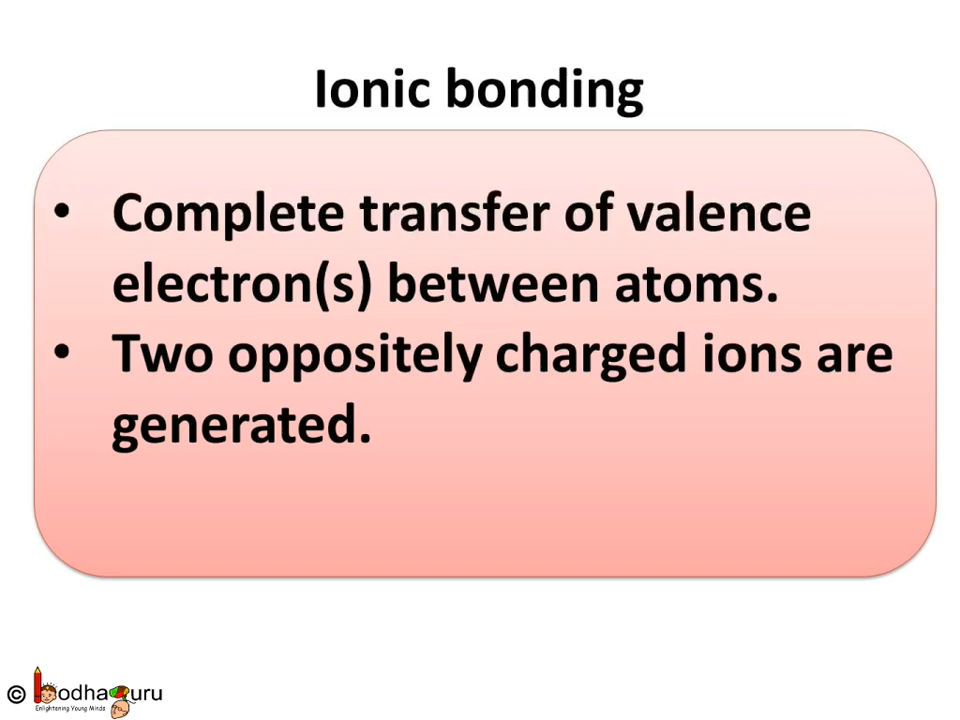 Ionic bonding
• Complete transfer of valence
electron(s) between atoms.
• Two oppositely charged ions are
generated.
© bodhaGuru
Enlightening Young Minds